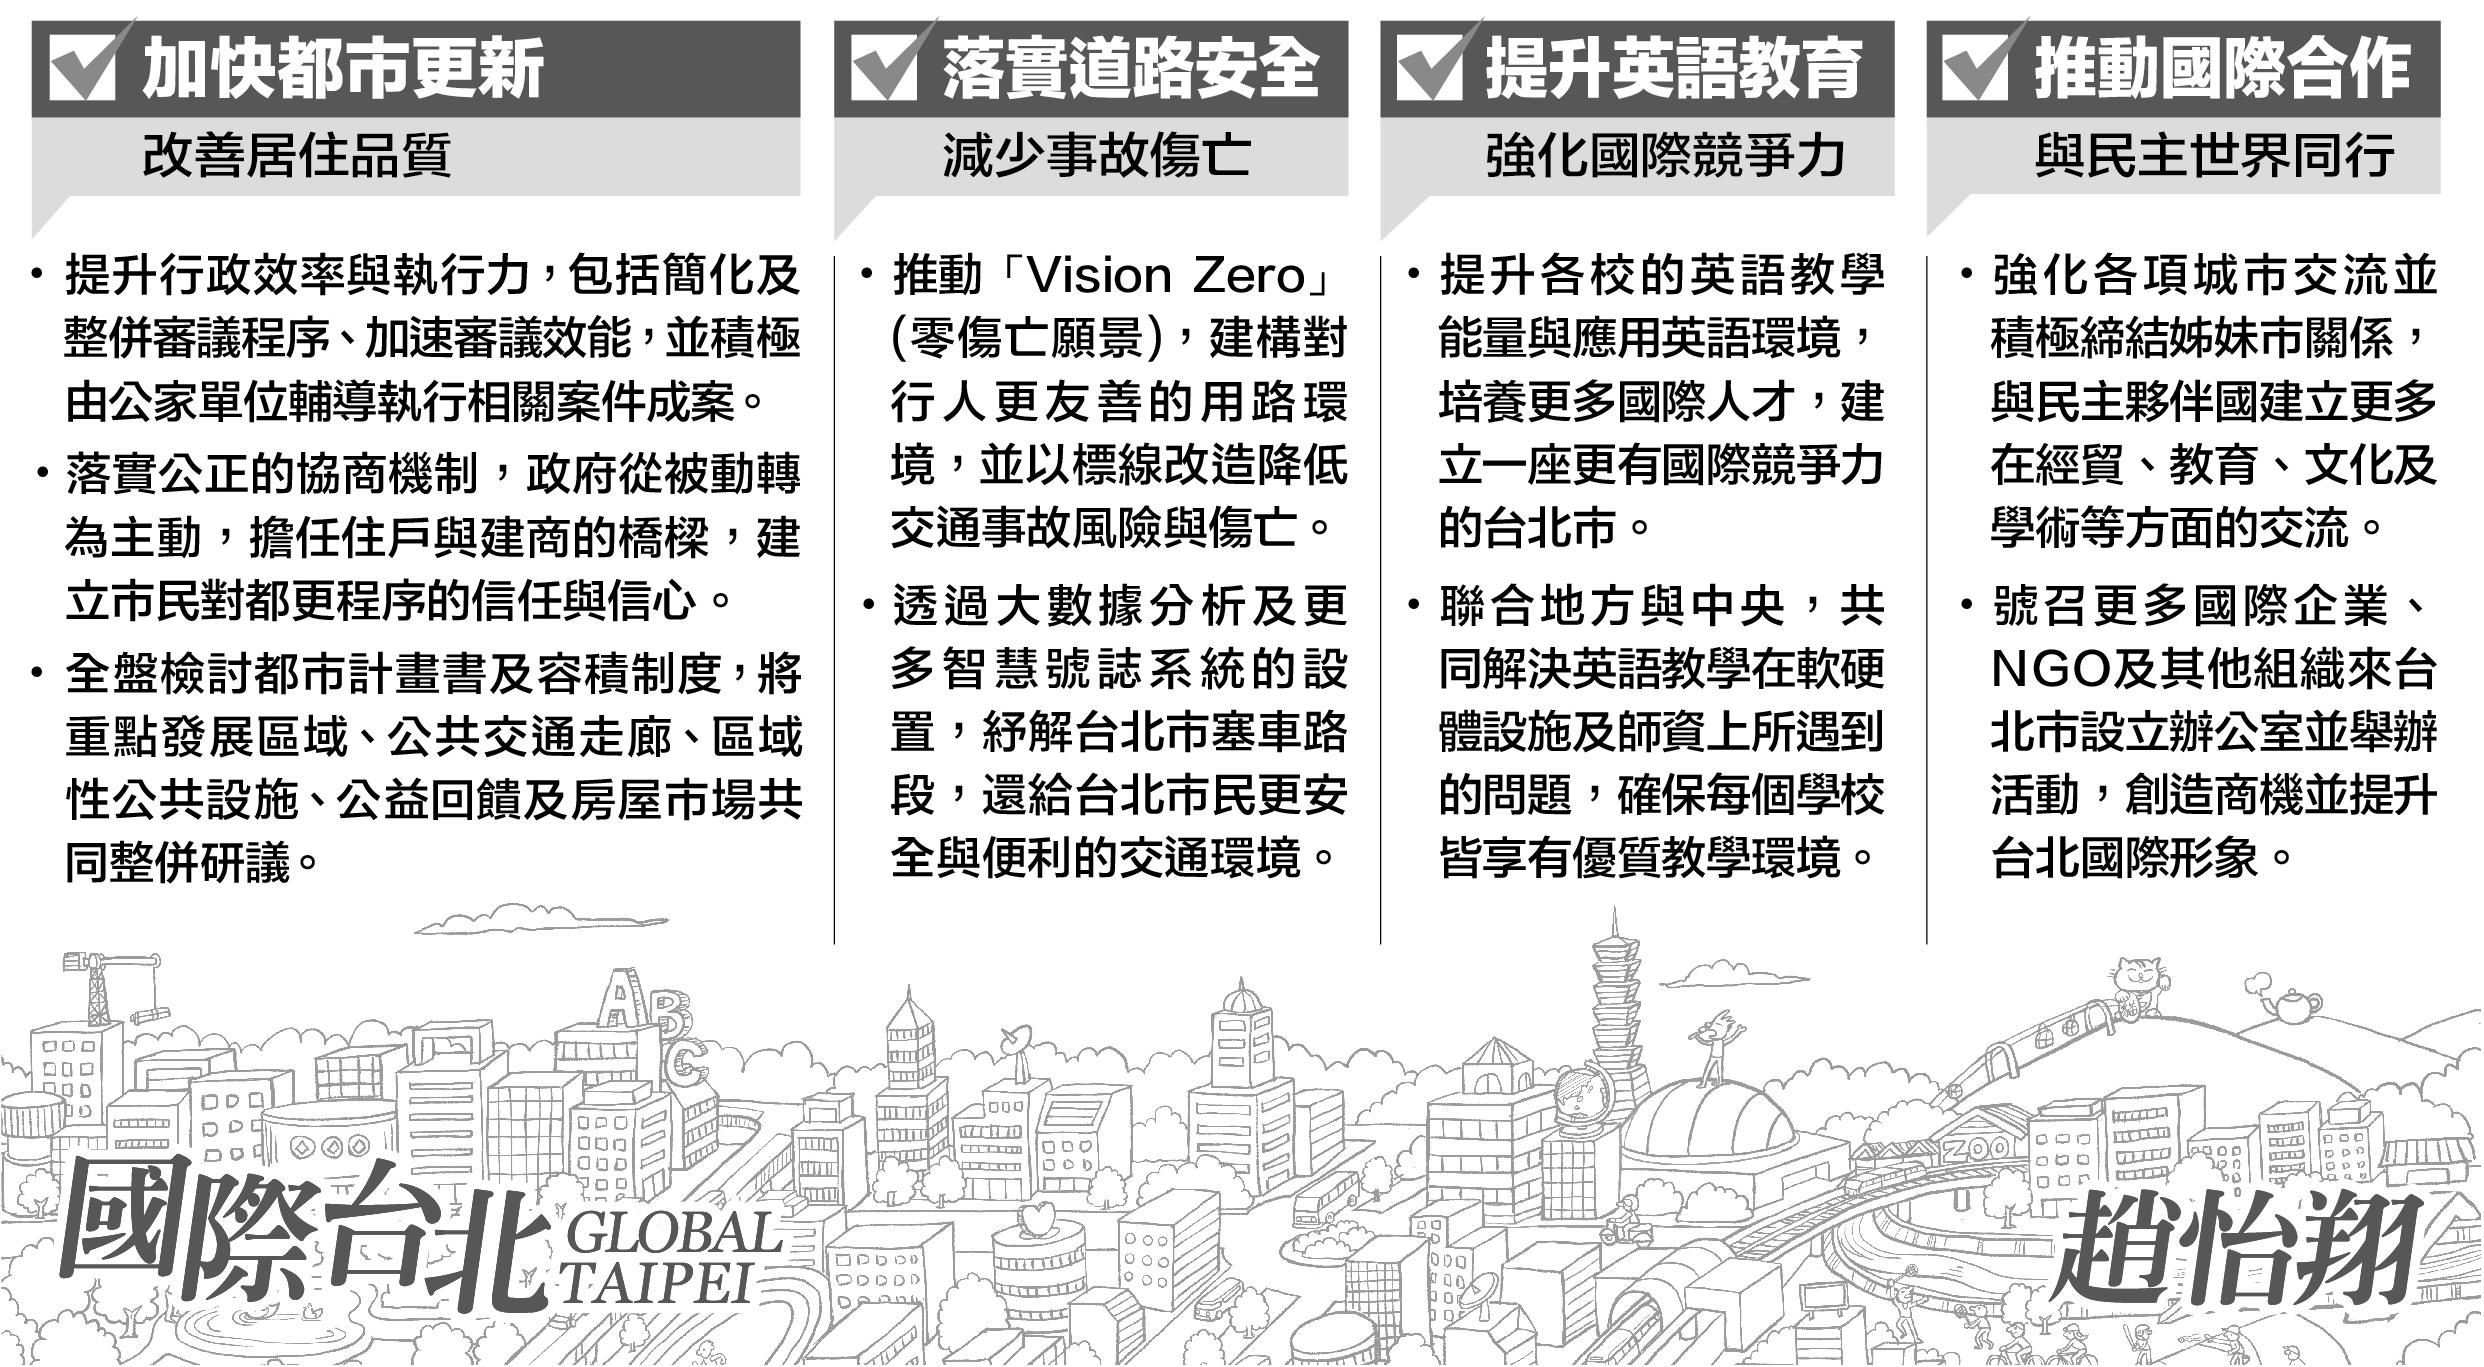 加快都市更新
改善居住品質
• 提升行政效率與執行力，包括簡化及
整併審議程序、加速審議效能，並積極
由公家單位輔導執行相關案件成案。
• 落實公正的協商機制，政府從被動轉
為主動，擔任住戶與建商的橋樑，建
立市民對都更程序的信任與信心。
• 全盤檢討都市計畫書及容積制度，將
重點發展區域、公共交通走廊、區域
性公共設施、公益回饋及房屋市場共
同整併研議。
落實道路安全
減少事故傷亡
• 推動「Vision Zero」
(零傷亡願景)，建構對
行人更友善的用路環
境，並以標線改造降低
交通事故風險與傷亡。
• 透過大數據分析及更
多智慧號誌系統的設
置，紓解台北市塞車路
段，還給台北市民更安
全與便利的交通環境。
提升英語教育
強化國際競爭力
• 提升各校的英語教學
能量與應用英語環境，
培養更多國際人才，建
立一座更有國際競爭力
的台北市。
• 聯合地方與中央，共
同解決英語教學在軟硬
體設施及師資上所遇到
的問題，確保每個學校
皆享有優質教學環境。
推動國際合作
與民主世界同行
• 強化各項城市交流並
積極締結姊妹市關係，
與民主夥伴國建立更多
在經貿、教育、文化及
學術等方面的交流。
• 號召更多國際企業、
NGO及其他組織來台
北市設立辦公室並舉辦
活動，創造商機並提升
台北國際形象。
A
B
C
ZOO
國際台北
GLOBAL
TAIPEI
趙怡翔